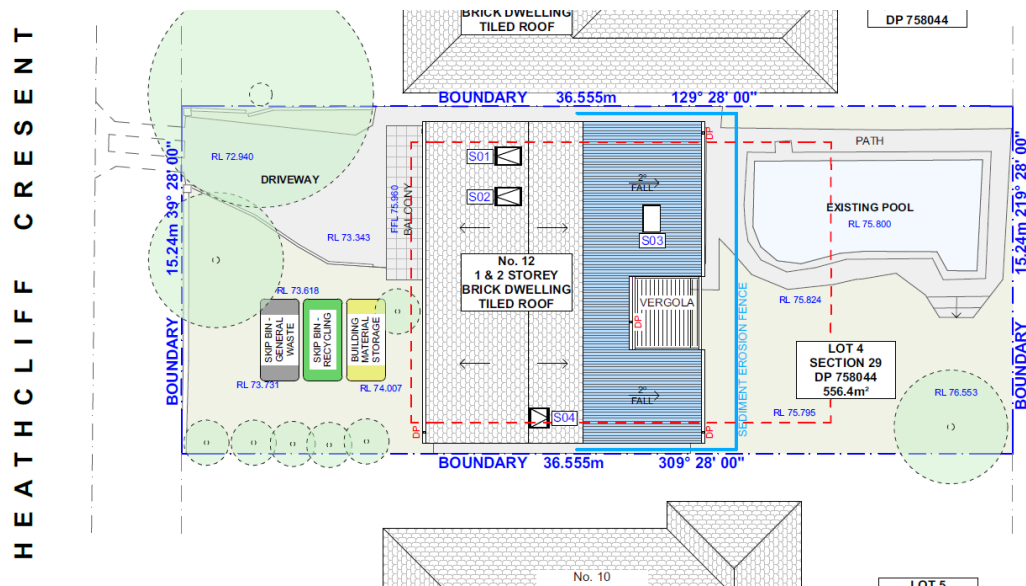 HEATHCLIFF CRESENT
BRICK DWELLING
TILED ROOF
DP 758044
BOUNDARY 36.555m 129° 28' 00"
DP
PATH
RL 72.940
DRIVEWAY
S01
S02
2°
FALL
S03
EXISTING POOL
RL 75.800
FFL 75.960
BALCONY
RL 73.343
15.24m 39° 28' 00"
BOUNDARY
15.24m 219° 28' 00"
BOUNDARY
No. 12
1 & 2 STOREY
BRICK DWELLING
TILED ROOF
RL 73.618
VERGOLA
DP
RL 75.824
SKIP BIN -
GENERAL
WASTE
SKIP BIN -
RECYCLING
BUILDING
MATERIAL
STORAGE
SEDIMENT EROSION FENCE
LOT 4
SECTION 29
DP 758044
556.4m²
RL 73.731
RL 74.007
2°
FALL
RL 76.553
S04
RL 75.795
DP
DP
BOUNDARY 36.555m 309° 28' 00"
No. 10
LOT 5